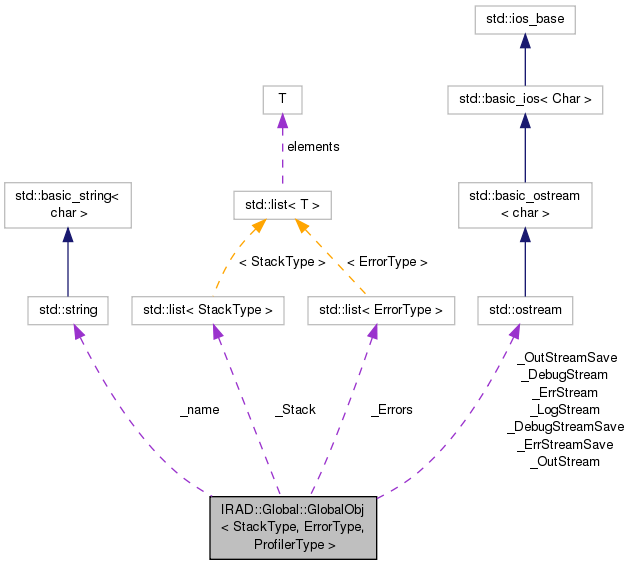 std::ios_base
T
std::basic_ios< Char >
elements
std::basic_string<
char >
std::list< T >
std::basic_ostream
< char >
< StackType >
< ErrorType >
std::string
std::list< StackType >
std::list< ErrorType >
std::ostream
_name
_Stack
_Errors
_OutStreamSave
_DebugStream
_ErrStream
_LogStream
_DebugStreamSave
_ErrStreamSave
_OutStream
IRAD::Global::GlobalObj
< StackType, ErrorType,
ProfilerType >